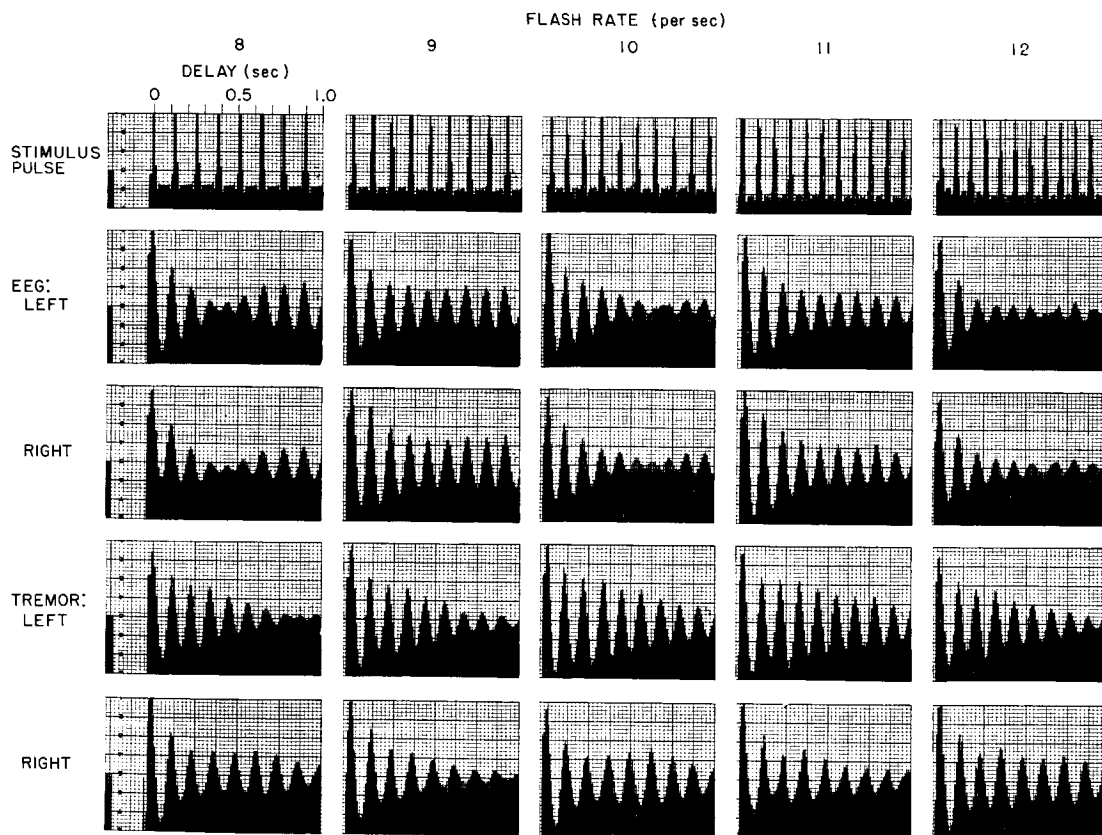 FLASH RATE (per sec)
8 9 10 11 12
DELAY (sec)
0 0.5 1.0
STIMULUS
PULSE
EEG:
LEFT
RIGHT
TREMOR:
LEFT
RIGHT